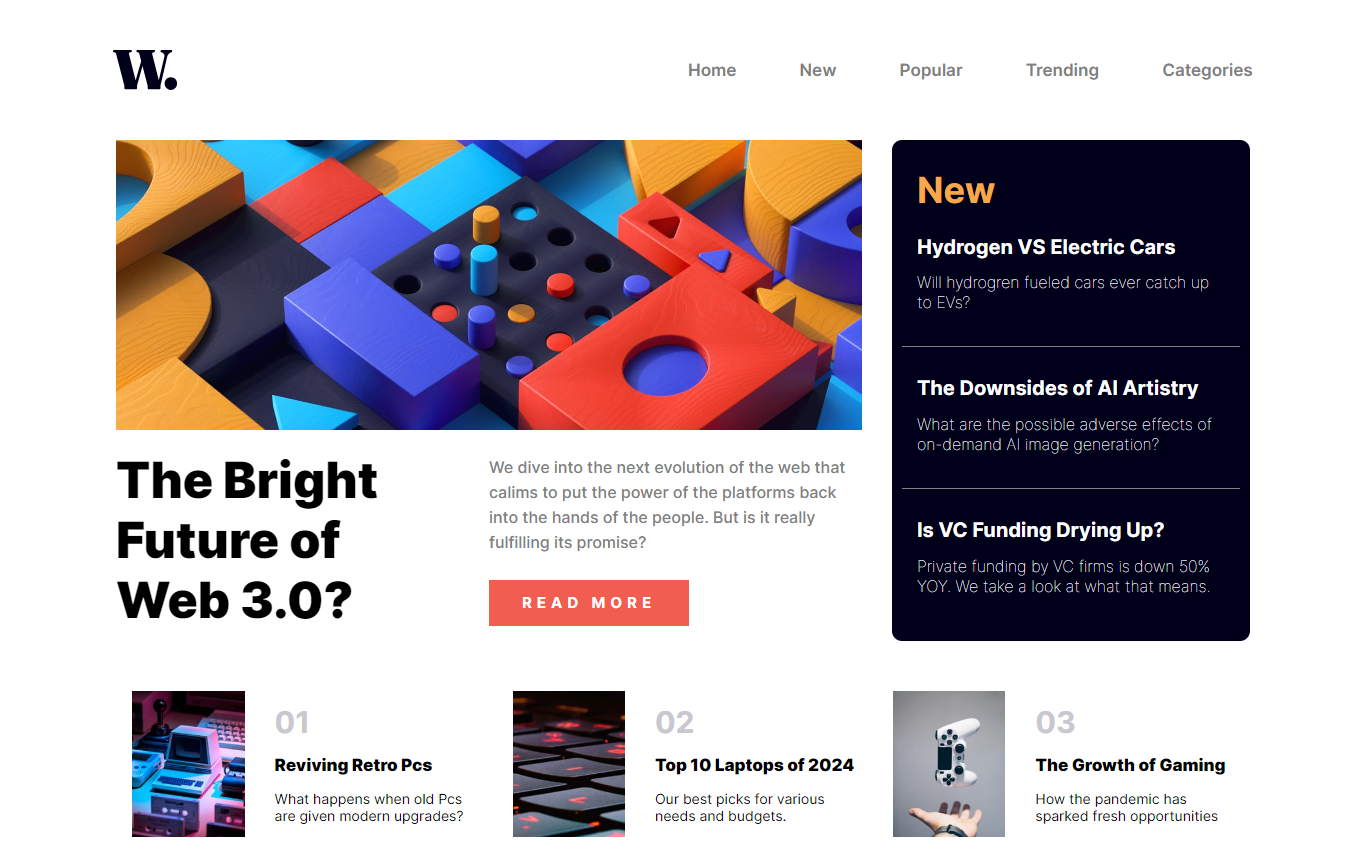 W.
Home
New
Popular
Trending
Categories
The Bright
Future of
Web 3.0?
We dive into the next evolution of the web that
calims to put the power of the platforms back
into the hands of the people. But is it really
fulfilling its promise?
READ MORE
New
Hydrogen VS Electric Cars
Will hydrogren fueled cars ever catch up
to EVs?
The Downsides of AI Artistry
What are the possible adverse effects of
on-demand AI image generation?
Is VC Funding Drying Up?
Private funding by VC firms is down 50%
YOY. We take a look at what that means.
01
Reviving Retro Pcs
What happens when old Pcs
are given modern upgrades?
02
Top 10 Laptops of 2024
Our best picks for various
needs and budgets.
03
The Growth of Gaming
How the pandemic has
sparked fresh opportunities